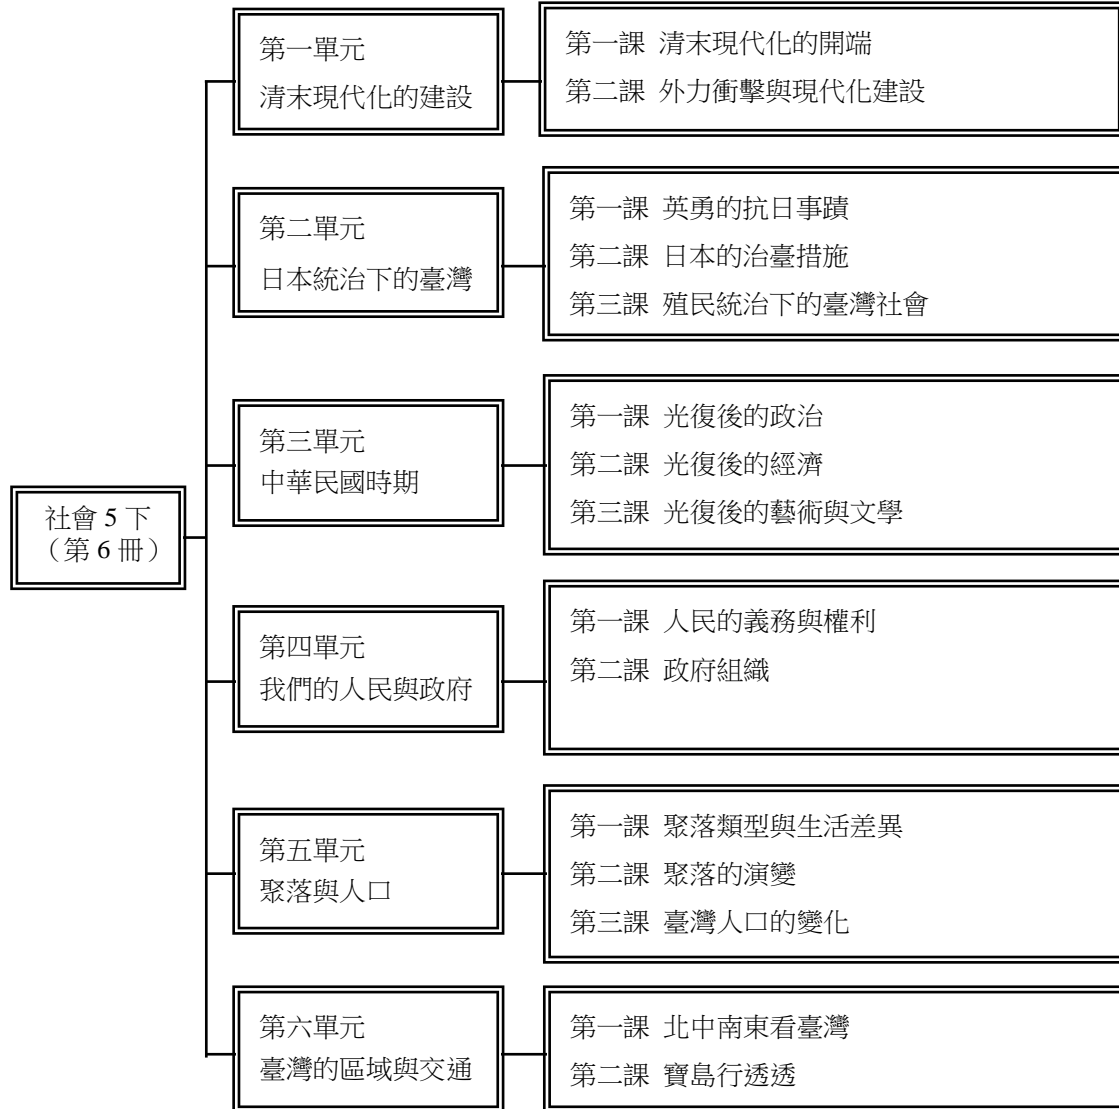 社會 5 下
（第 6 冊）
第一單元
清末現代化的建設
第一課 清末現代化的開端
第二課 外力衝擊與現代化建設
第二單元
日本統治下的臺灣
第一課 英勇的抗日事蹟
第二課 日本的治臺措施
第三課 殖民統治下的臺灣社會
第三單元
中華民國時期
第一課 光復後的政治
第二課 光復後的經濟
第三課 光復後的藝術與文學
第四單元
我們的人民與政府
第一課 人民的義務與權利
第二課 政府組織
第五單元
聚落與人口
第一課 聚落類型與生活差異
第二課 聚落的演變
第三課 臺灣人口的變化
第六單元
臺灣的區域與交通
第一課 北中南東看臺灣
第二課 寶島行透透